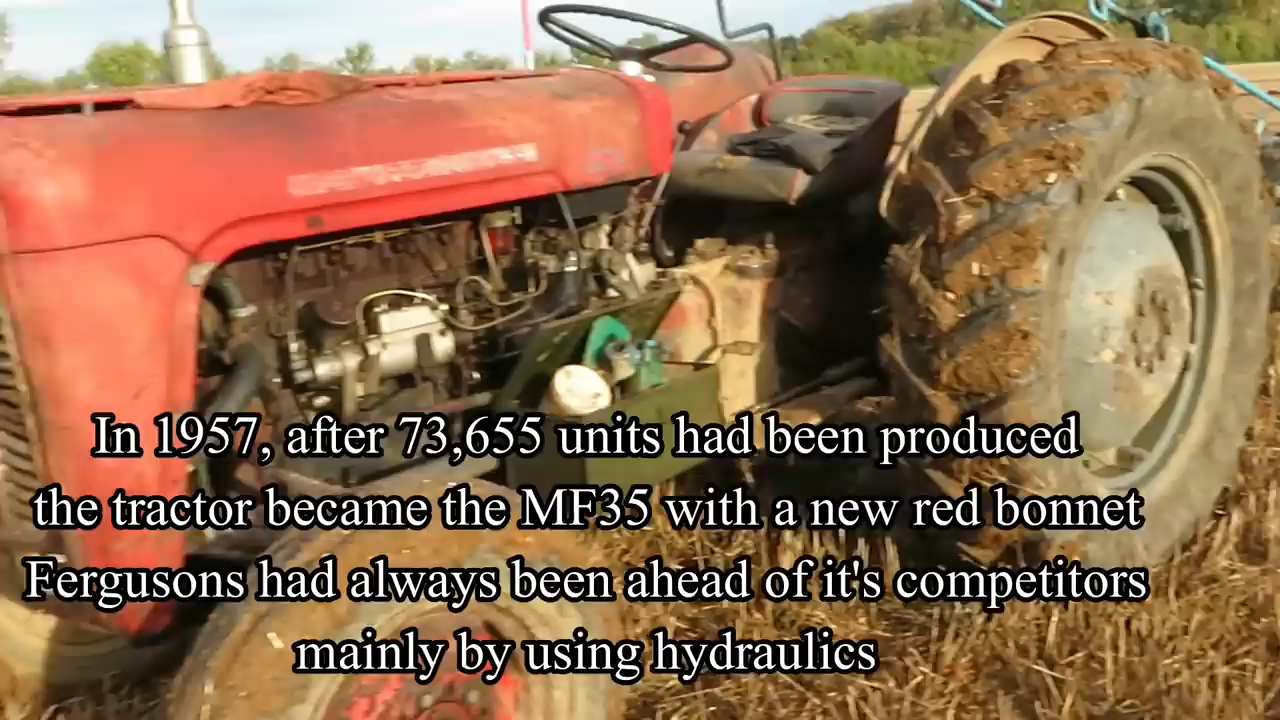 In 1957, after 73,655 units had been produced
the tractor became the MF35 with a new red bonnet
Fergusons had always been ahead of it's competitors
mainly by using hydraulics